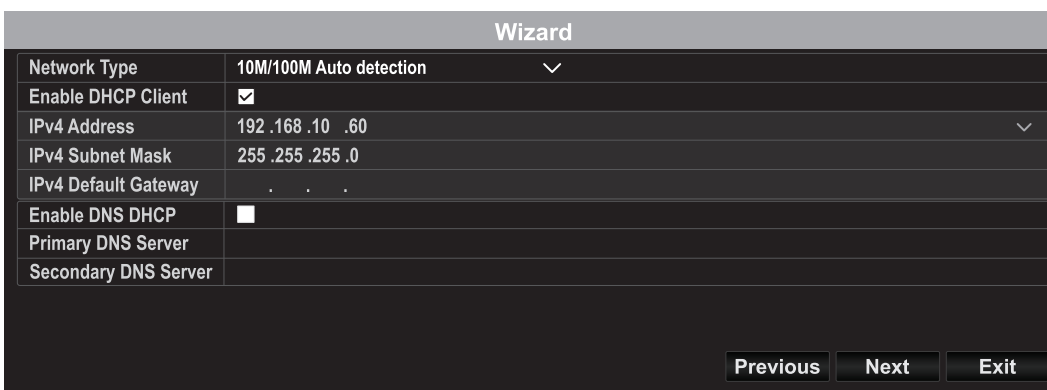 Wizard
Network Type 10M/100M Auto detection
Enable DHCP Client
IPv4 Address 192 .168 .10 .60
IPv4 Subnet Mask 255 .255 .255 .0
IPv4 Default Gateway . . .
Enable DNS DHCP
Primary DNS Server
Secondary DNS Server
Previous Next Exit